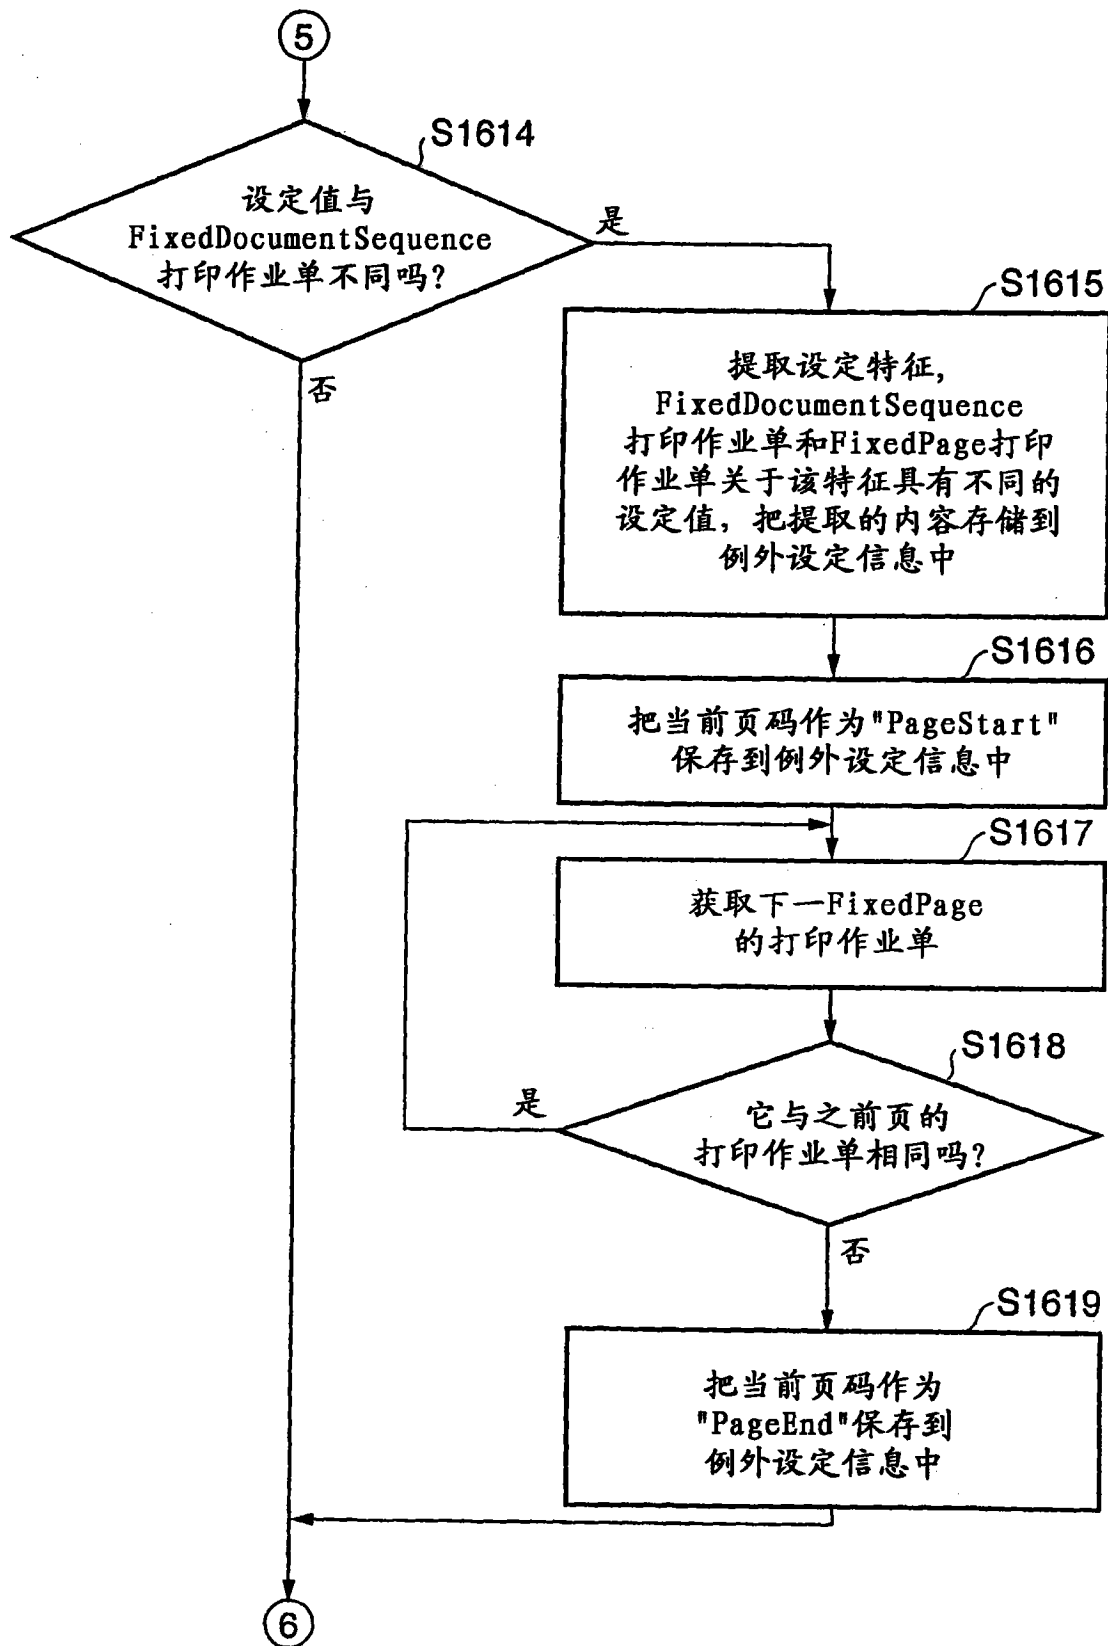 5
S1614
设定值与
FixedDocumentSequence
打印作业单不同吗?
是
否
S1615
提取设定特征,
FixedDocumentSequence
打印作业单和FixedPage打印
作业单关于该特征具有不同的
设定值，把提取的内容存储到
例外设定信息中
S1616
把当前页码作为"PageStart"
保存到例外设定信息中
S1617
获取下一FixedPage
的打印作业单
S1618
是
它与之前页的
打印作业单相同吗?
否
S1619
把当前页码作为
"PageEnd"保存到
例外设定信息中
6